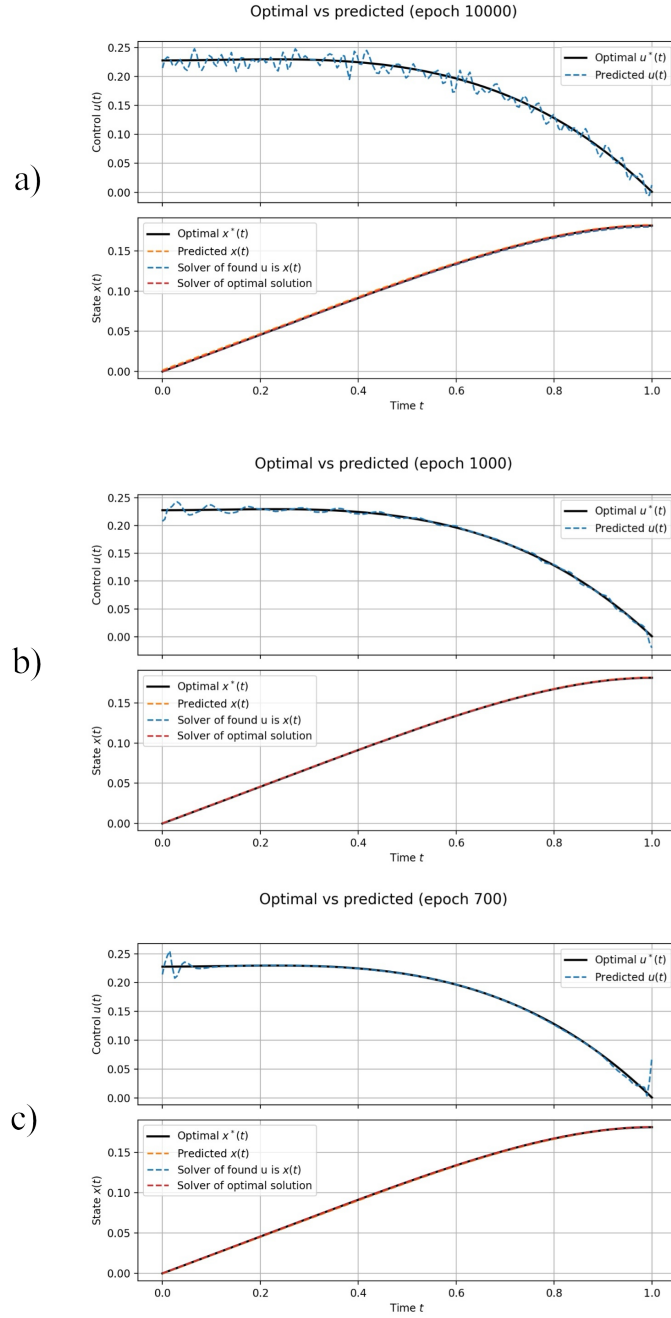 Optimal vs predicted (epoch 10000)
a)
0.25
0.20
0.15
0.10
0.05
0.00
Control u(t)
Optimal u*(t)
Predicted u(t)
0.15
0.10
0.05
0.00
State x(t)
Optimal x*(t)
Predicted x(t)
Solver of found u is x(t)
Solver of optimal solution
0.0 0.2 0.4 0.6 0.8 1.0
Time t
Optimal vs predicted (epoch 1000)
b)
0.25
0.20
0.15
0.10
0.05
0.00
Control u(t)
Optimal u*(t)
Predicted u(t)
0.15
0.10
0.05
0.00
State x(t)
Optimal x*(t)
Predicted x(t)
Solver of found u is x(t)
Solver of optimal solution
0.0 0.2 0.4 0.6 0.8 1.0
Time t
Optimal vs predicted (epoch 700)
c)
0.25
0.20
0.15
0.10
0.05
0.00
Control u(t)
Optimal u*(t)
Predicted u(t)
0.15
0.10
0.05
0.00
State x(t)
Optimal x*(t)
Predicted x(t)
Solver of found u is x(t)
Solver of optimal solution
0.0 0.2 0.4 0.6 0.8 1.0
Time t